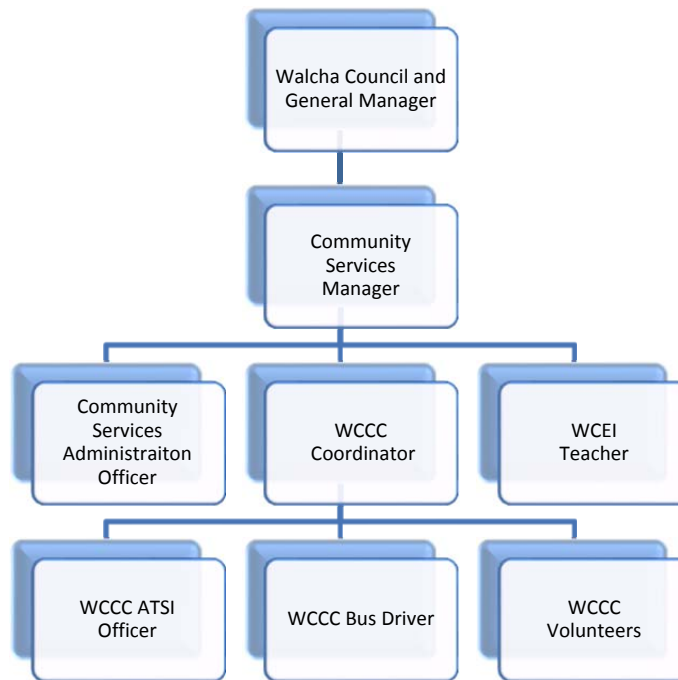 Walcha Council and
General Manager
Community
Services
Manager
Community
Services
Administraiton
Officer
WCCC
Coordinator
WCEI
Teacher
WCCC ATSI
Officer
WCCC Bus Driver
WCCC
Volunteers